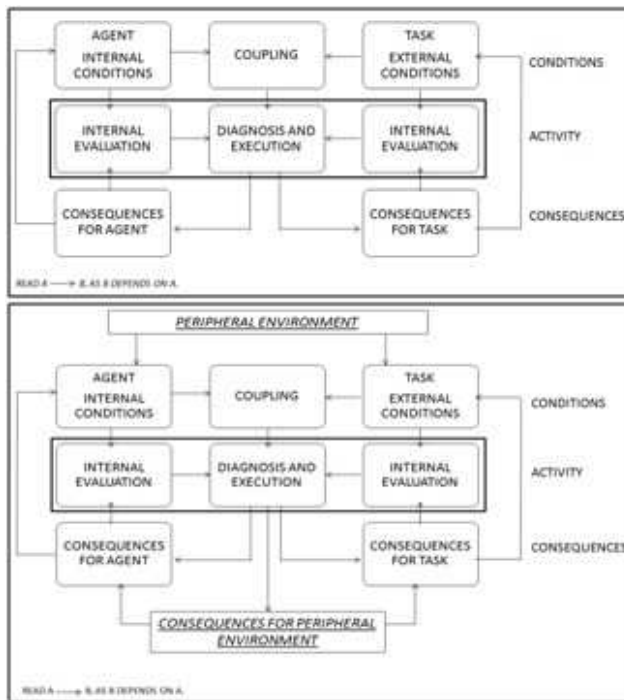 AGENT
INTERNAL
CONDITIONS
COUPLING
TASK
EXTERNAL
CONDITIONS
CONDITIONS
INTERNAL
EVALUATION
DIAGNOSIS AND
EXECUTION
INTERNAL
EVALUATION
ACTIVITY
CONSEQUENCES
FOR AGENT
CONSEQUENCES
FOR TASK
CONSEQUENCES
READ A B, AS B DEPENDS ON A.
PERIPHERAL ENVIRONMENT
AGENT
INTERNAL
CONDITIONS
COUPLING
TASK
EXTERNAL
CONDITIONS
CONDITIONS
INTERNAL
EVALUATION
DIAGNOSIS AND
EXECUTION
INTERNAL
EVALUATION
ACTIVITY
CONSEQUENCES
FOR AGENT
CONSEQUENCES
FOR TASK
CONSEQUENCES
CONSEQUENCES FOR PERIPHERAL
ENVIRONMENT
READ A B, AS B DEPENDS ON A.